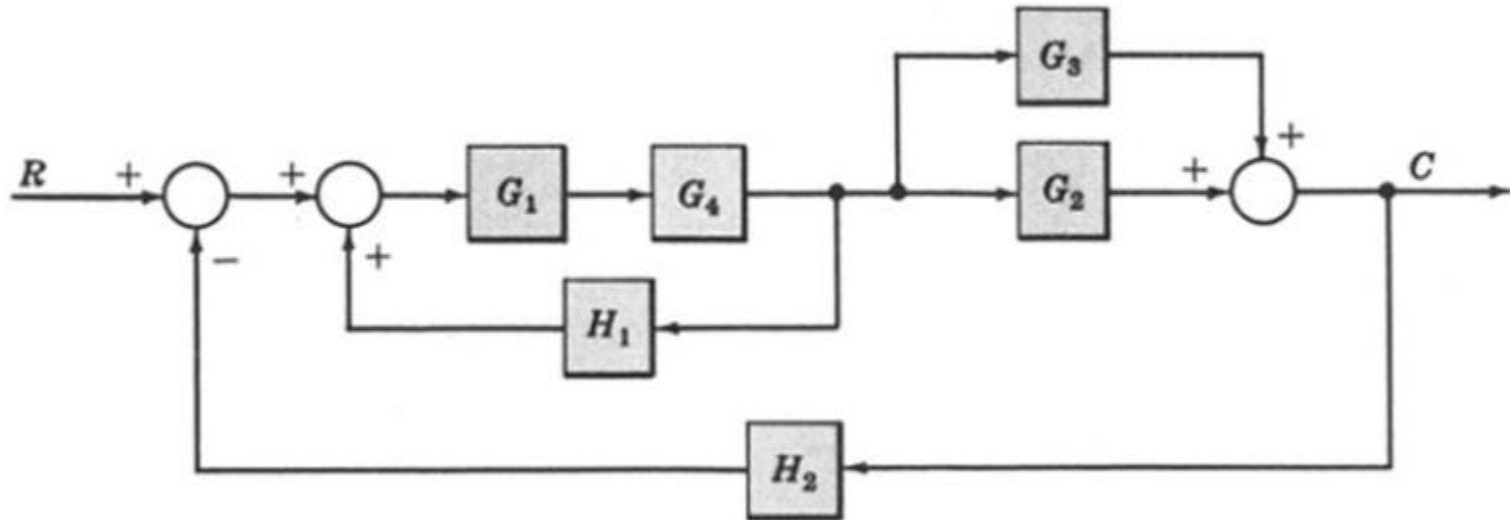 G₃
R + + G₁ G₄ + G₂ + C
− + H₁
H₂